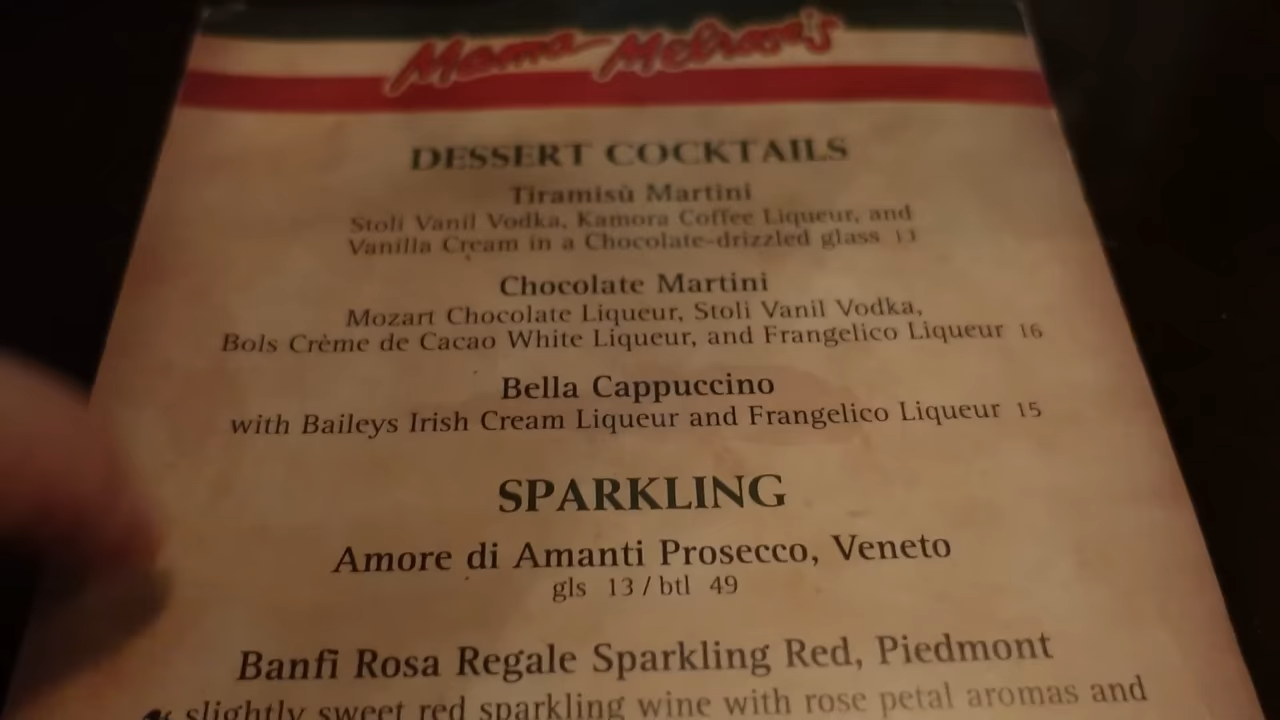 Mama Melrose's
DESSERT COCKTAILS
Tiramisù Martini
Stoli Vanil Vodka, Kamora Coffee Liqueur, and
Vanilla Cream in a Chocolate-drizzled glass 13
Chocolate Martini
Mozart Chocolate Liqueur, Stoli Vanil Vodka,
Bols Crème de Cacao White Liqueur, and Frangelico Liqueur 16
Bella Cappuccino
with Baileys Irish Cream Liqueur and Frangelico Liqueur 15
SPARKLING
Amore di Amanti Prosecco, Veneto
gls 13 / btl 49
Banfi Rosa Regale Sparkling Red, Piedmont
slightly sweet red sparkling wine with rose petal aromas and